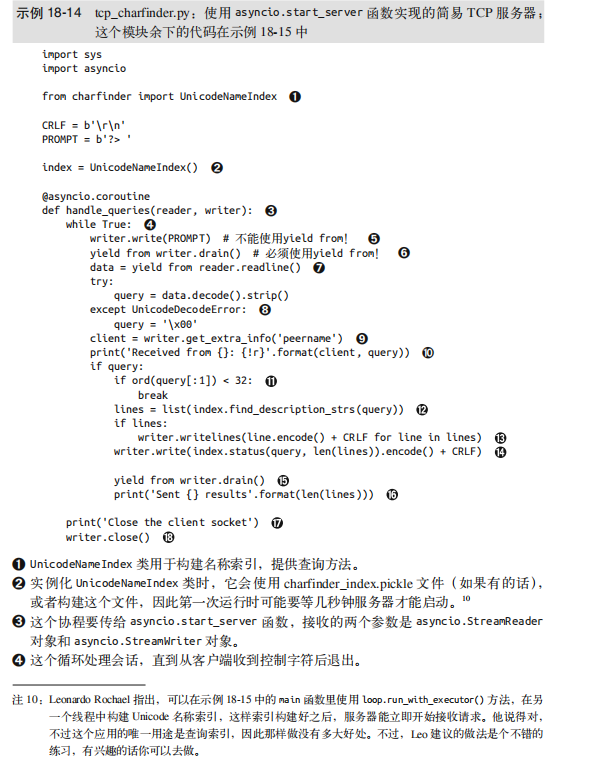 示例 18-14 tcp_charfinder.py：使用 asyncio.start_server 函数实现的简易 TCP 服务器；
这个模块余下的代码在示例 18-15 中
import sys
import asyncio
from charfinder import UnicodeNameIndex ❶
CRLF = b'\r\n'
PROMPT = b'?> '
index = UnicodeNameIndex() ❷
@asyncio.coroutine
def handle_queries(reader, writer): ❸
    while True: ❹
        writer.write(PROMPT) # 不能使用yield from! ❺
        yield from writer.drain() # 必须使用yield from! ❻
        data = yield from reader.readline() ❼
        try:
            query = data.decode().strip()
        except UnicodeDecodeError: ❽
            query = '\x00'
        client = writer.get_extra_info('peername') ❾
        print('Received from {}: {!r}'.format(client, query)) ❿
        if query:
            if ord(query[:1]) < 32: ⓫
                break
            lines = list(index.find_description_strs(query)) ⓬
            if lines:
                writer.writelines(line.encode() + CRLF for line in lines) ⓭
            writer.write(index.status(query, len(lines)).encode() + CRLF) ⓮
            yield from writer.drain() ⓯
            print('Sent {} results'.format(len(lines))) ⓰
    print('Close the client socket') ⓱
    writer.close() ⓲
❶ UnicodeNameIndex 类用于构建名称索引，提供查询方法。
❷ 实例化 UnicodeNameIndex 类时，它会使用 charfinder_index.pickle 文件（如果有的话），
或者构建这个文件，因此第一次运行时可能要等几秒钟服务器才能启动。10
❸ 这个协程要传给 asyncio.start_server 函数，接收的两个参数是 asyncio.StreamReader
对象和 asyncio.StreamWriter 对象。
❹ 这个循环处理会话，直到从客户端收到控制字符后退出。
注 10：Leonardo Rochael 指出，可以在示例 18-15 中的 main 函数里使用 loop.run_with_executor() 方法，在另
一个线程中构建 Unicode 名称索引，这样索引构建好之后，服务器能立即开始接收请求。他说得对，
不过这个应用的唯一用途是查询索引，因此那样做没有多大好处。不过，Leo 建议的做法是个不错的
练习，有兴趣的话你可以去做。